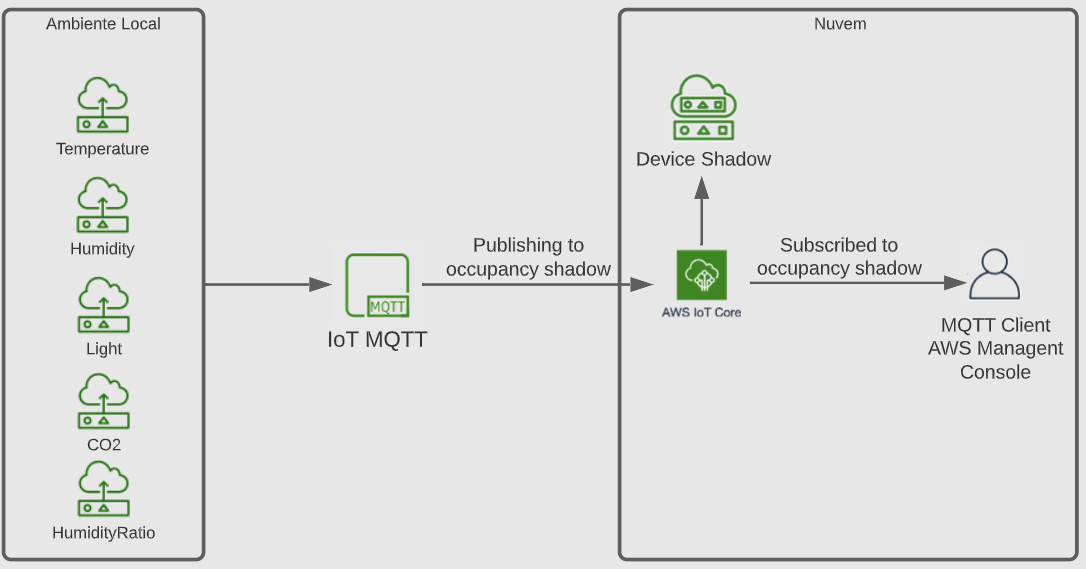 Ambiente Local
Temperature
Humidity
Light
CO2
HumidityRatio
MQTT
IoT MQTT
Publishing to
occupancy shadow
Nuvem
Device Shadow
AWS IoT Core
Subscribed to
occupancy shadow
MQTT Client
AWS Managent
Console